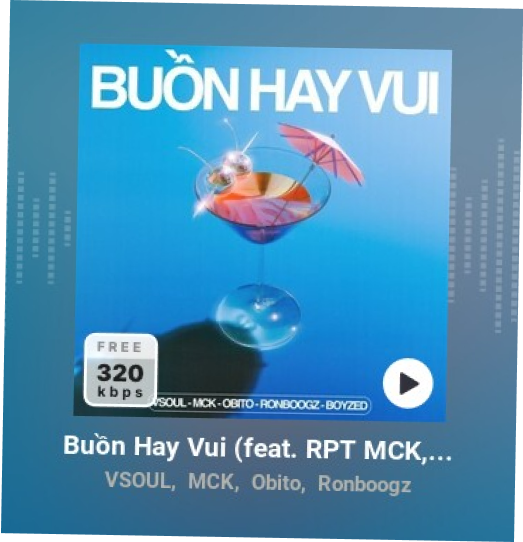 BUỒN HAY VUI
FREE
320
kbps
VSOUL - MCK - OBITO - RONBOOGZ - BOYZED
Buồn Hay Vui (feat. RPT MCK,...
VSOUL, MCK, Obito, Ronboogz